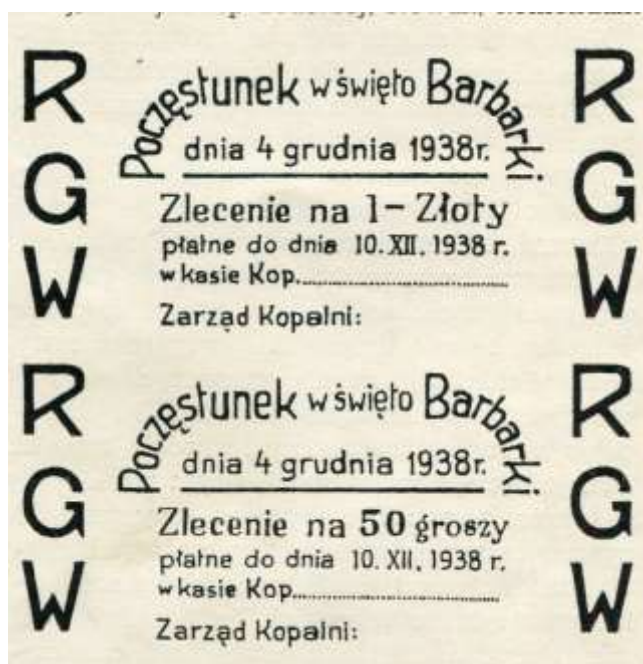 R
G
W
Poczęstunek w święto Barbarki
dnia 4 grudnia 1938r.
Zlecenie na 1- Złoty
płatne do dnia 10. XII. 1938 r.
w kasie Kop.
Zarząd Kopalni:
R
G
W
R
G
W
Poczęstunek w święto Barbarki
dnia 4 grudnia 1938r.
Zlecenie na 50 groszy
płatne do dnia 10. XII. 1938 r.
w kasie Kop.
Zarząd Kopalni:
R
G
W